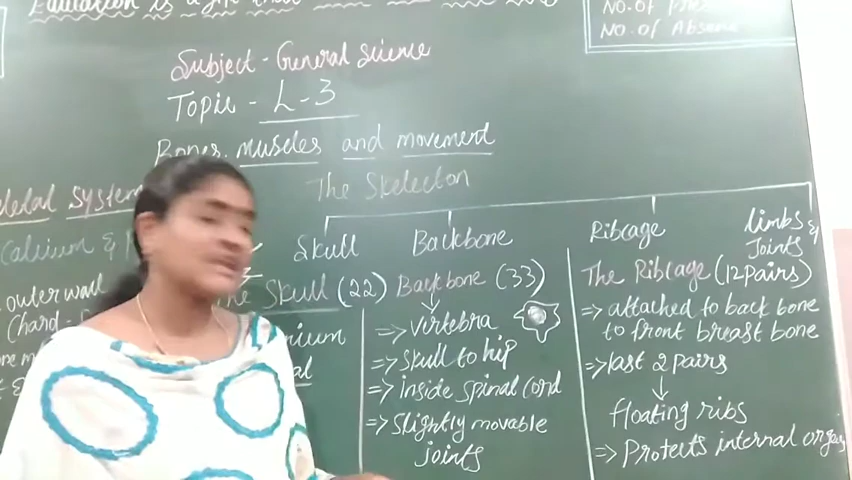 Education is a
No. of
No. of Absen
Subject - General Science
Topic - L-3
Bones, muscles and movement
The Skeleton
Skull
Backbone
Ribcage
limbs &
Joints
System
Calcium &
outer wall
(hard -
The Skull (22)
Backbone (33)
=> vertebra
=> skull to hip
=> inside spinal cord
=> slightly movable
joints
The Ribcage (12 pairs)
=> attached to back bone
to front breast bone
=> last 2 pairs
floating ribs
=> Protects internal organs